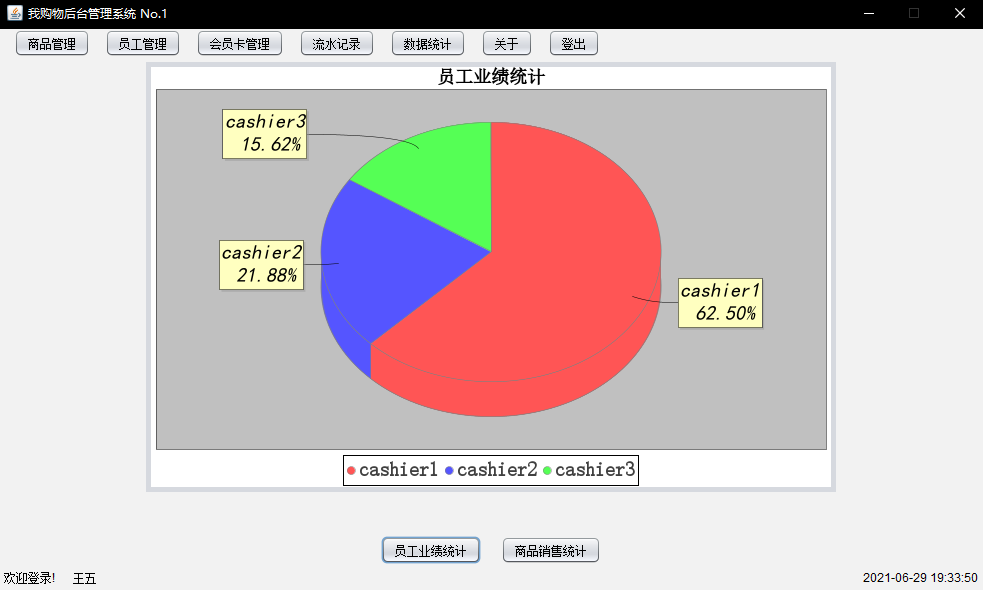 我购物后台管理系统 No.1
商品管理 员工管理 会员卡管理 流水记录 数据统计 关于 登出
员工业绩统计
cashier3
15.62%
cashier2
21.88%
cashier1
62.50%
cashier1 cashier2 cashier3
员工业绩统计 商品销售统计
欢迎登录! 王五 2021-06-29 19:33:50